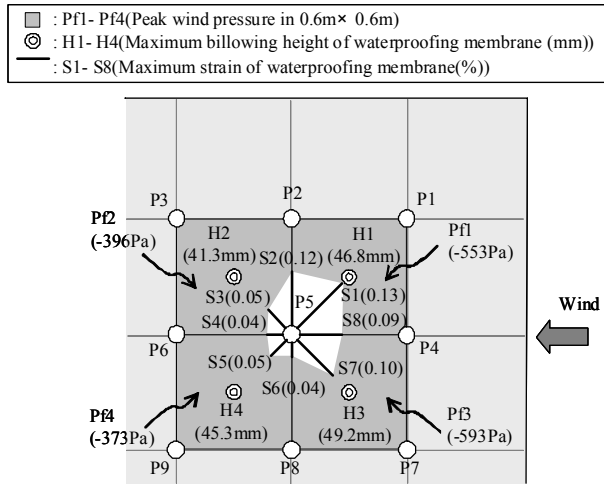 : Pf1- Pf4(Peak wind pressure in 0.6m× 0.6m)
: H1- H4(Maximum billowing height of waterproofing membrane (mm))
: S1- S8(Maximum strain of waterproofing membrane(%))
P3
P2
P1
Pf2
(-396Pa)
H2
(41.3mm)
H1
(46.8mm)
Pf1
(-553Pa)
S2(0.12)
S3(0.05)
S4(0.04)
P5
S1(0.13)
S8(0.09)
Wind
P6
P4
S5(0.05)
S6(0.04)
S7(0.10)
H4
(45.3mm)
H3
(49.2mm)
Pf4
(-373Pa)
Pf3
(-593Pa)
P9
P8
P7